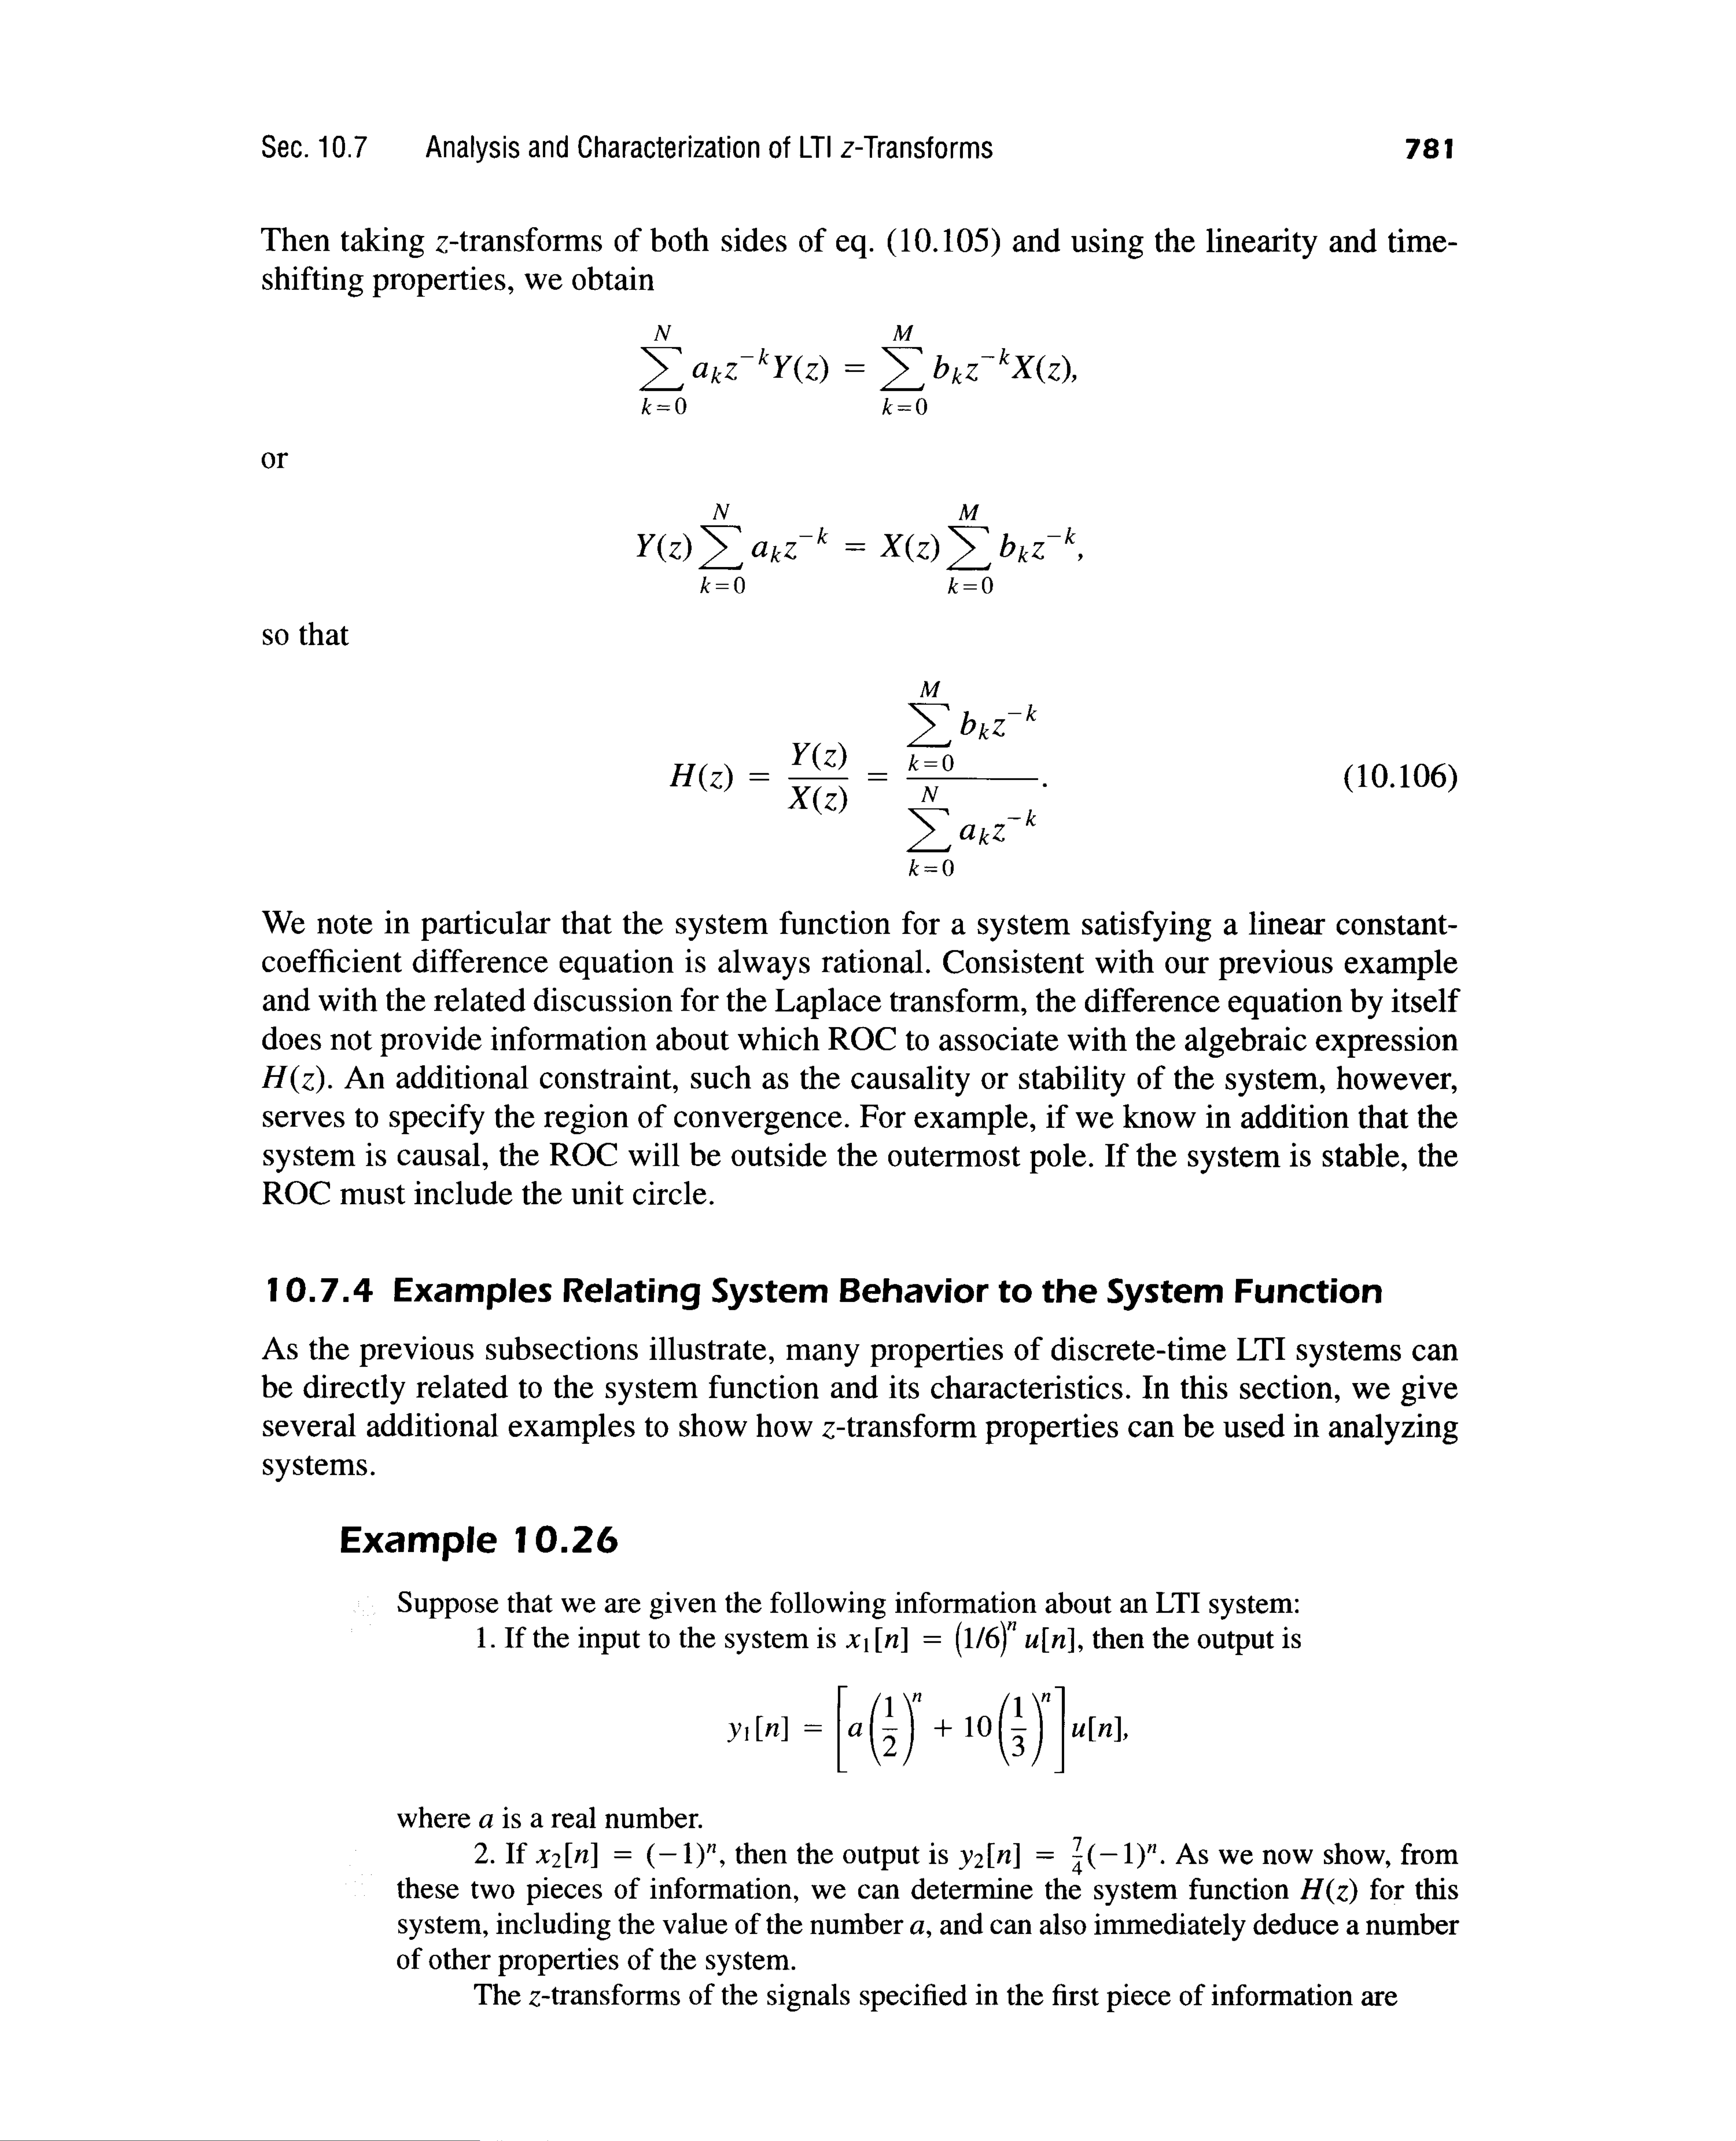 Sec. 10.7 Analysis and Characterization of LTI z-Transforms 781
Then taking z-transforms of both sides of eq. (10.105) and using the linearity and time-
shifting properties, we obtain
\sum_{k=0}^{N} a_k z^{-k} Y(z) = \sum_{k=0}^{M} b_k z^{-k} X(z),
or
Y(z) \sum_{k=0}^{N} a_k z^{-k} = X(z) \sum_{k=0}^{M} b_k z^{-k},
so that
H(z) = \frac{Y(z)}{X(z)} = \frac{\sum_{k=0}^{M} b_k z^{-k}}{\sum_{k=0}^{N} a_k z^{-k}}. (10.106)
We note in particular that the system function for a system satisfying a linear constant-
coefficient difference equation is always rational. Consistent with our previous example
and with the related discussion for the Laplace transform, the difference equation by itself
does not provide information about which ROC to associate with the algebraic expression
H(z). An additional constraint, such as the causality or stability of the system, however,
serves to specify the region of convergence. For example, if we know in addition that the
system is causal, the ROC will be outside the outermost pole. If the system is stable, the
ROC must include the unit circle.
10.7.4 Examples Relating System Behavior to the System Function
As the previous subsections illustrate, many properties of discrete-time LTI systems can
be directly related to the system function and its characteristics. In this section, we give
several additional examples to show how z-transform properties can be used in analyzing
systems.
Example 10.26
Suppose that we are given the following information about an LTI system:
1. If the input to the system is x_1[n] = (1/6)^n u[n], then the output is
y_1[n] = \left[ a \left( \frac{1}{2} \right)^n + 10 \left( \frac{1}{3} \right)^n \right] u[n],
where a is a real number.
2. If x_2[n] = (-1)^n, then the output is y_2[n] = \frac{7}{4}(-1)^n. As we now show, from
these two pieces of information, we can determine the system function H(z) for this
system, including the value of the number a, and can also immediately deduce a number
of other properties of the system.
The z-transforms of the signals specified in the first piece of information are